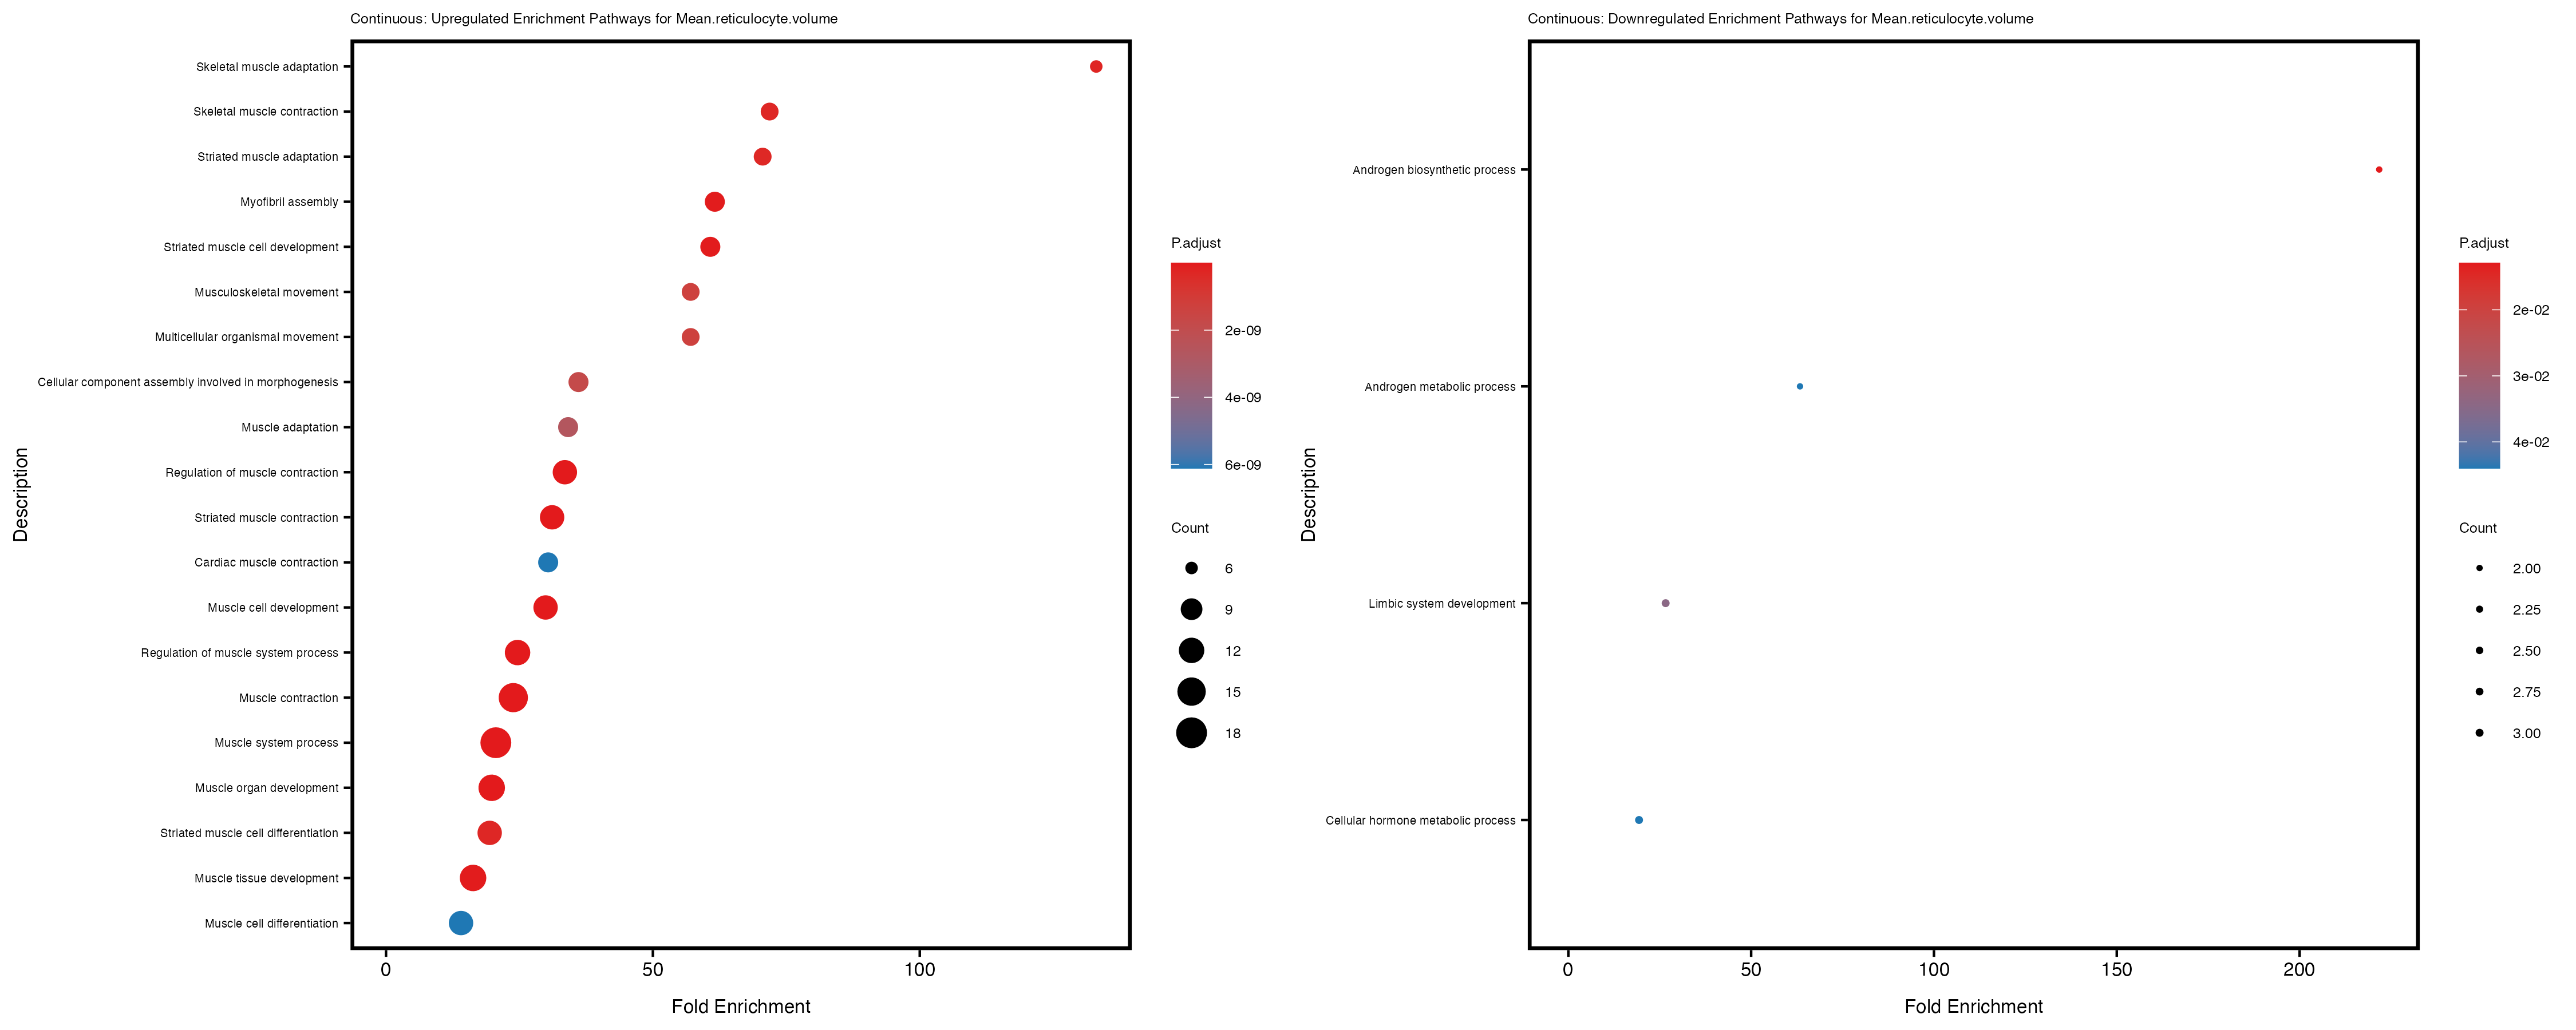 Continuous: Upregulated Enrichment Pathways for Mean.reticulocyte.volume
Skeletal muscle adaptation
Skeletal muscle contraction
Striated muscle adaptation
Myofibril assembly
Striated muscle cell development
Musculoskeletal movement
Multicellular organismal movement
Cellular component assembly involved in morphogenesis
Muscle adaptation
Regulation of muscle contraction
Striated muscle contraction
Cardiac muscle contraction
Muscle cell development
Regulation of muscle system process
Muscle contraction
Muscle system process
Muscle organ development
Striated muscle cell differentiation
Muscle tissue development
Muscle cell differentiation
Description
0 50 100
Fold Enrichment
P.adjust
2e-09
4e-09
6e-09
Count
6
9
12
15
18
Continuous: Downregulated Enrichment Pathways for Mean.reticulocyte.volume
Androgen biosynthetic process
Androgen metabolic process
Limbic system development
Cellular hormone metabolic process
Description
0 50 100 150 200
Fold Enrichment
P.adjust
2e-02
3e-02
4e-02
Count
2.00
2.25
2.50
2.75
3.00